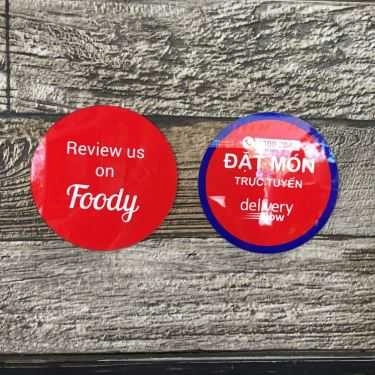 Review us
on
Foody
ĐẶT MÓN
TRỰC TUYẾN
delivery
now